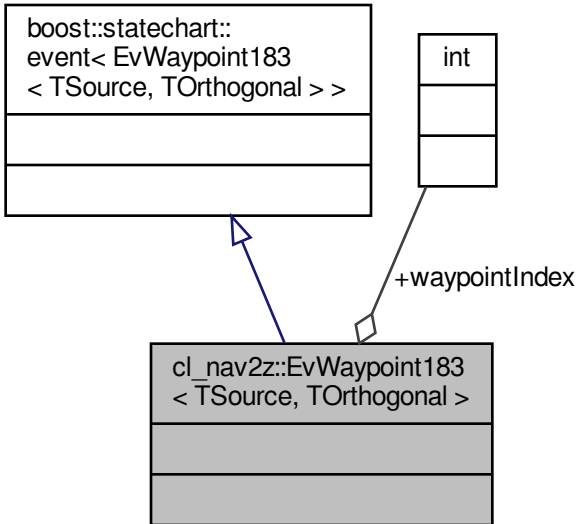 boost::statechart::
event< EvWaypoint183
< TSource, TOrthogonal > >
int
+waypointIndex
cl_nav2z::EvWaypoint183
< TSource, TOrthogonal >